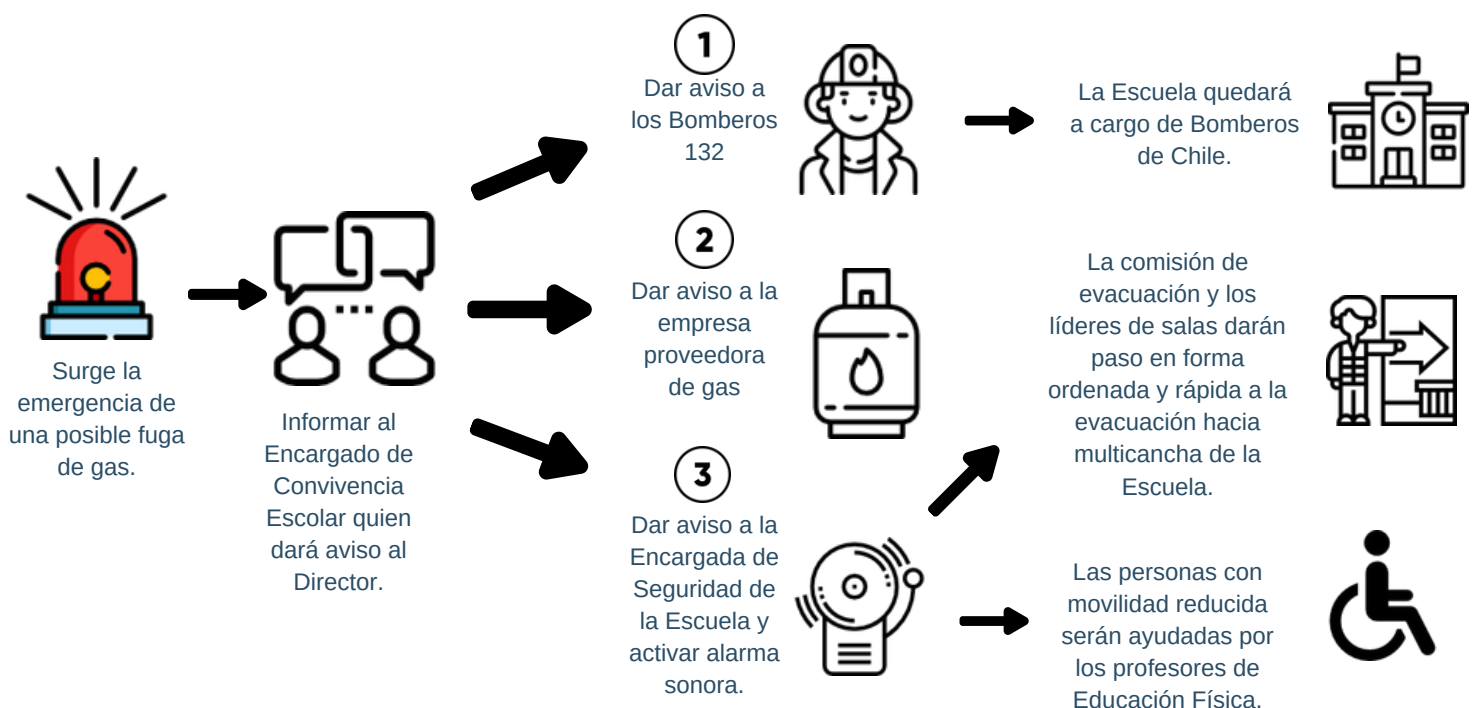 Surge la
emergencia de
una posible fuga
de gas.
Informar al
Encargado de
Convivencia
Escolar quien
dará aviso al
Director.
1
Dar aviso a
los Bomberos
132
La Escuela quedará
a cargo de Bomberos
de Chile.
2
Dar aviso a la
empresa
proveedora
de gas
3
Dar aviso a la
Encargada de
Seguridad de
la Escuela y
activar alarma
sonora.
La comisión de
evacuación y los
líderes de salas darán
paso en forma
ordenada y rápida a la
evacuación hacia
multicancha de la
Escuela.
Las personas con
movilidad reducida
serán ayudadas por
los profesores de
Educación Física.